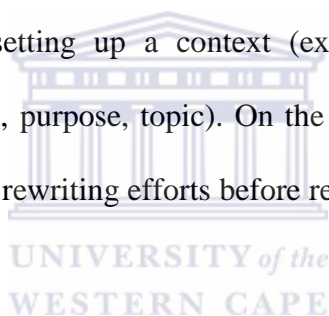 setting up a context (ex
, purpose, topic). On the
rewriting efforts before re
UNIVERSITY of the
WESTERN CAPE